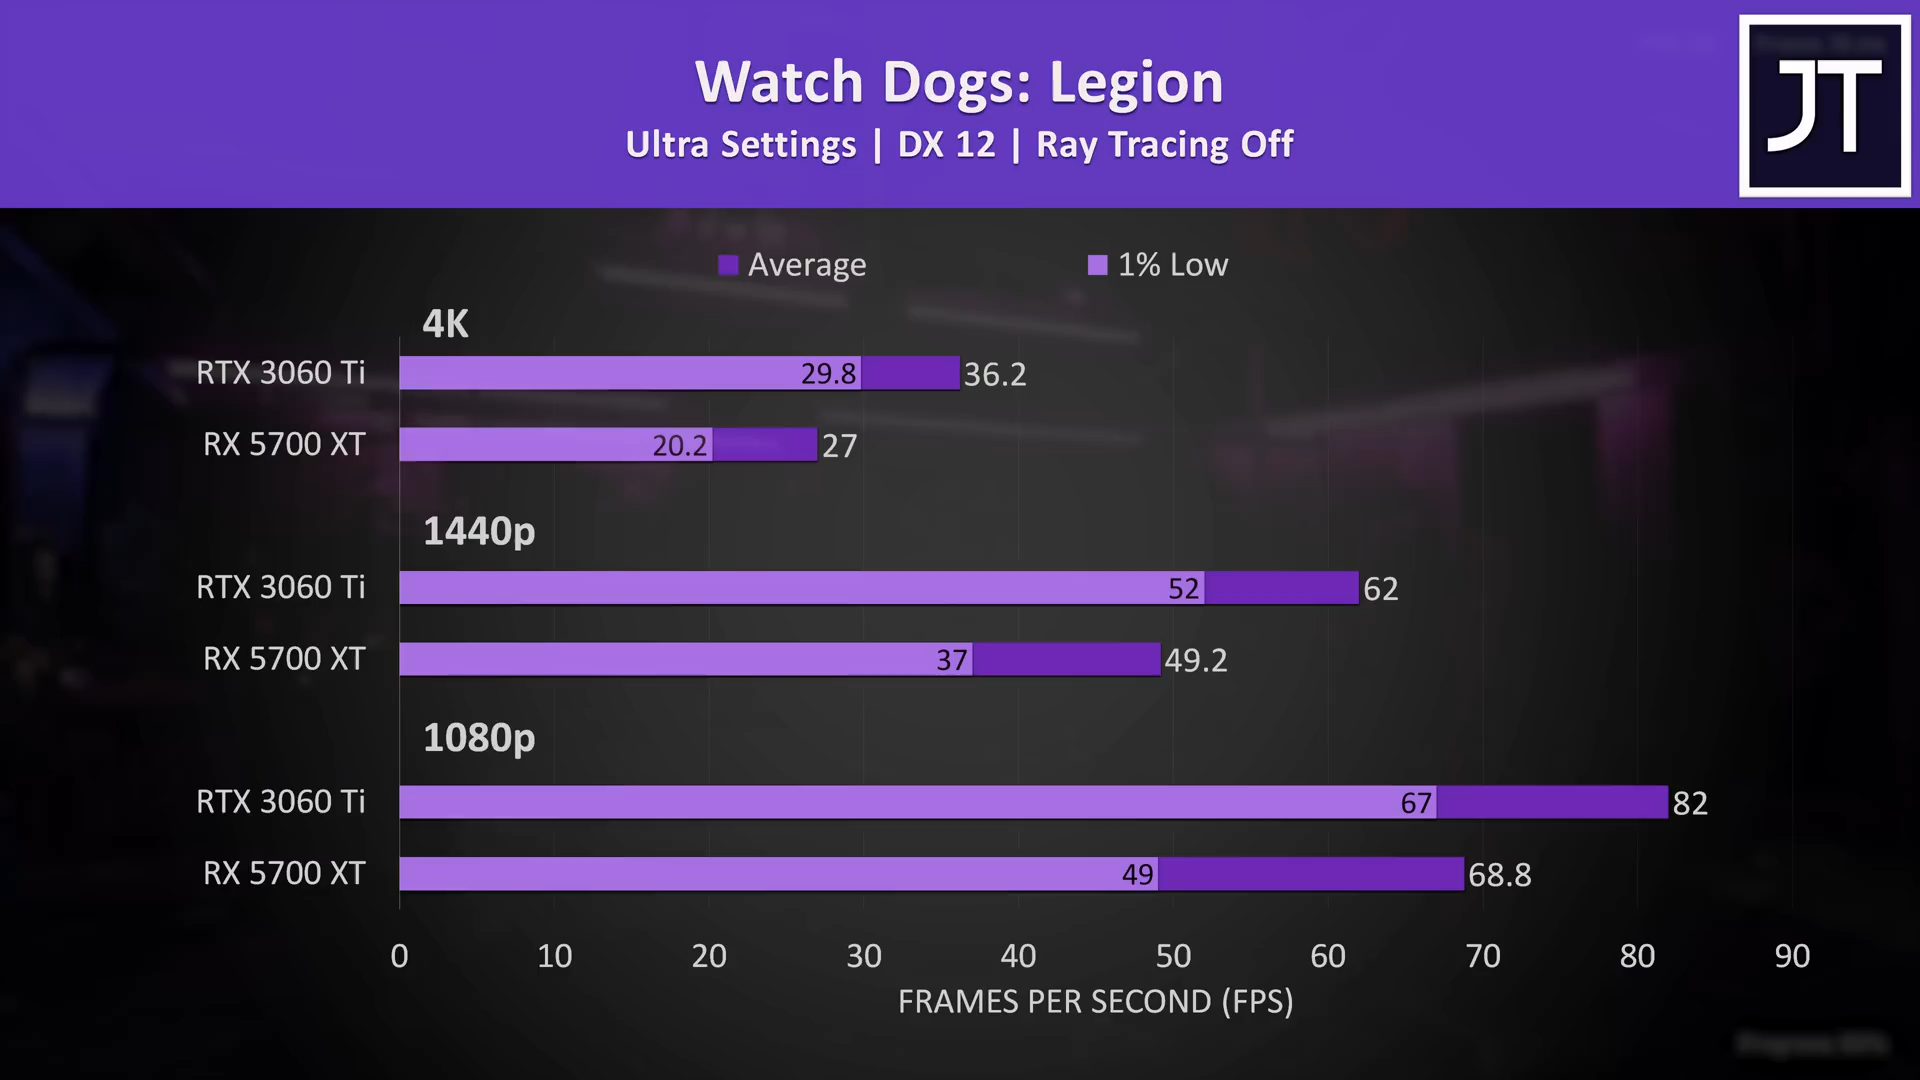 Watch Dogs: Legion
JT
Ultra Settings | DX 12 | Ray Tracing Off
Average 1% Low
4K
RTX 3060 Ti 29.8 36.2
RX 5700 XT 20.2 27
1440p
RTX 3060 Ti 52 62
RX 5700 XT 37 49.2
1080p
RTX 3060 Ti 67 82
RX 5700 XT 49 68.8
0 10 20 30 40 50 60 70 80 90
FRAMES PER SECOND (FPS)